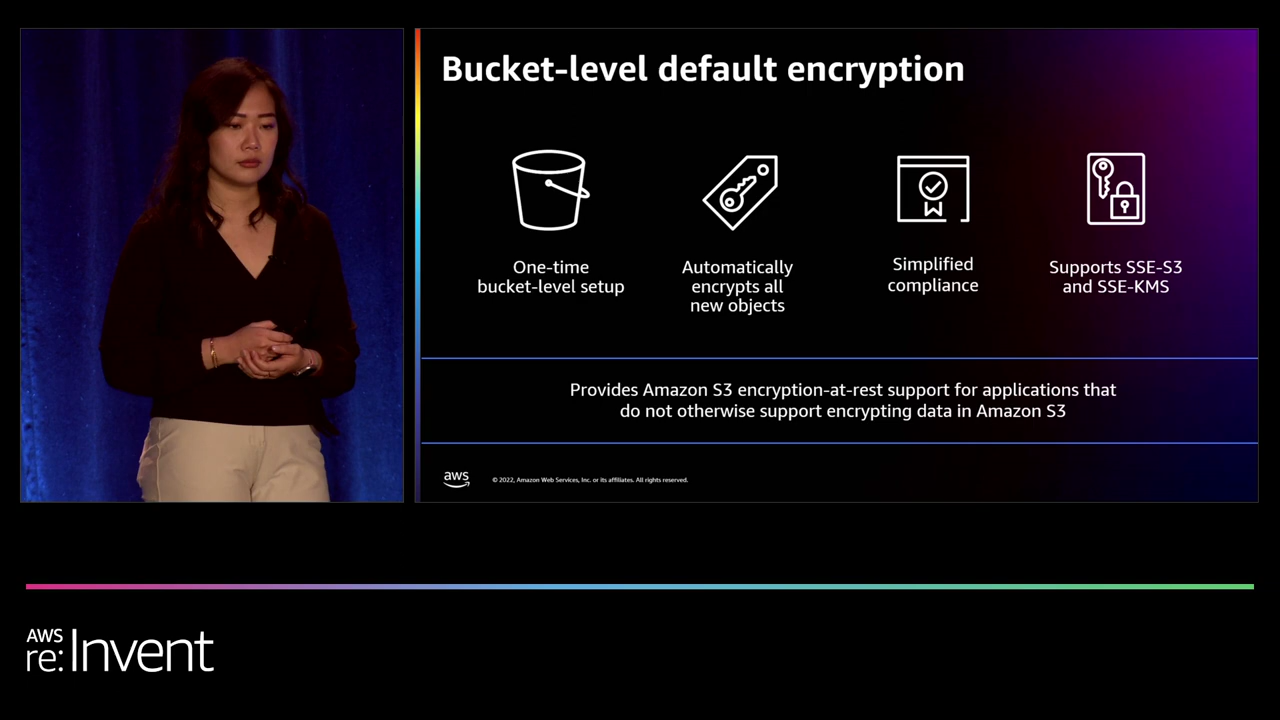 Bucket-level default encryption
One-time
bucket-level setup
Automatically
encrypts all
new objects
Simplified
compliance
Supports SSE-S3
and SSE-KMS
Provides Amazon S3 encryption-at-rest support for applications that
do not otherwise support encrypting data in Amazon S3
aws
© 2022, Amazon Web Services, Inc. or its affiliates. All rights reserved.
AWS
re:Invent